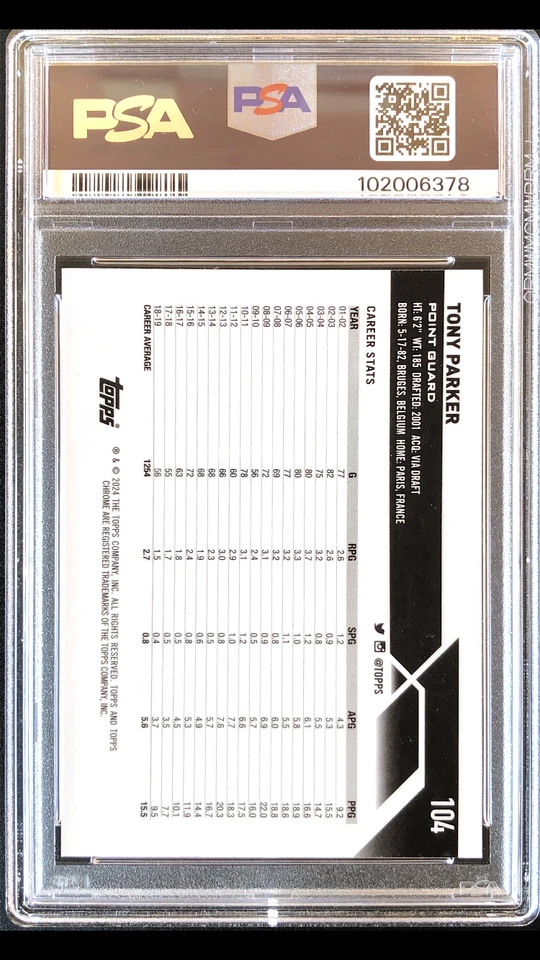 PSA
PSA
102006378
104
TONY PARKER
POINT GUARD
HT: 6'2" WT: 185 DRAFTED: 2001 ACQ: VIA DRAFT
BORN: 5-17-82, BRUGES, BELGIUM HOME: PARIS, FRANCE
@TOPPS
CAREER STATS
YEAR G RPG SPG APG PPG
01-02 77 2.6 1.2 4.3 9.2
02-03 82 2.6 0.9 5.3 15.5
03-04 75 3.2 0.8 5.5 14.7
04-05 80 3.7 1.2 6.1 16.6
05-06 80 3.3 1.0 5.8 18.9
06-07 77 3.2 1.1 5.5 18.6
07-08 69 3.2 0.8 6.0 18.8
08-09 72 3.1 0.9 6.9 22.0
09-10 56 2.4 0.5 5.7 16.0
10-11 78 3.1 1.2 6.6 17.5
11-12 60 2.9 1.0 7.7 18.3
12-13 66 3.0 0.8 7.6 20.3
13-14 68 2.3 0.5 5.7 16.7
14-15 68 1.9 0.6 4.9 14.4
15-16 72 2.4 0.8 5.3 11.9
16-17 63 1.8 0.5 4.5 10.1
17-18 55 1.7 0.5 3.5 7.7
18-19 56 1.5 0.4 3.7 9.5
CAREER AVERAGE 1254 2.7 0.8 5.6 15.5
topps®
® & © 2024 THE TOPPS COMPANY, INC. ALL RIGHTS RESERVED. TOPPS AND TOPPS
CHROME ARE REGISTERED TRADEMARKS OF THE TOPPS COMPANY, INC.
PSA